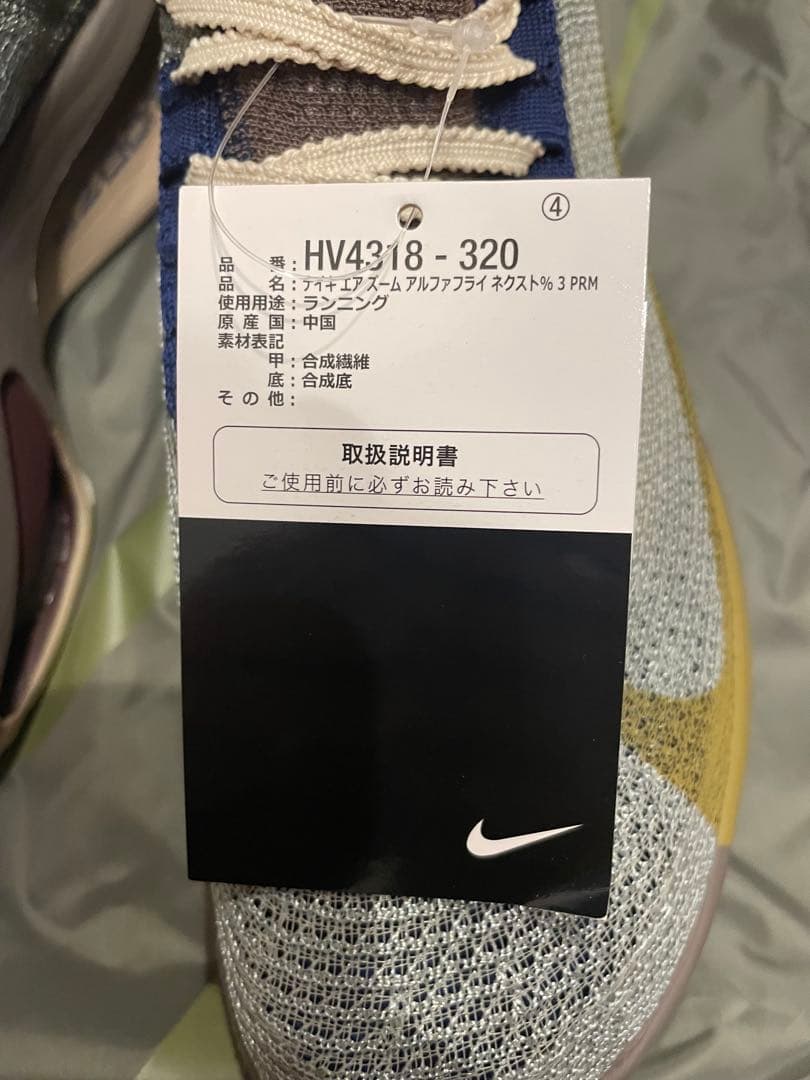 ④
品 番：HV4318 - 320
品 名：ナイキ エア ズーム アルファフライ ネクスト% 3 PRM
使用用途：ランニング
原 産 国：中国
素材表記
甲：合成繊維
底：合成底
そ の 他：
取扱説明書
ご使用前に必ずお読み下さい